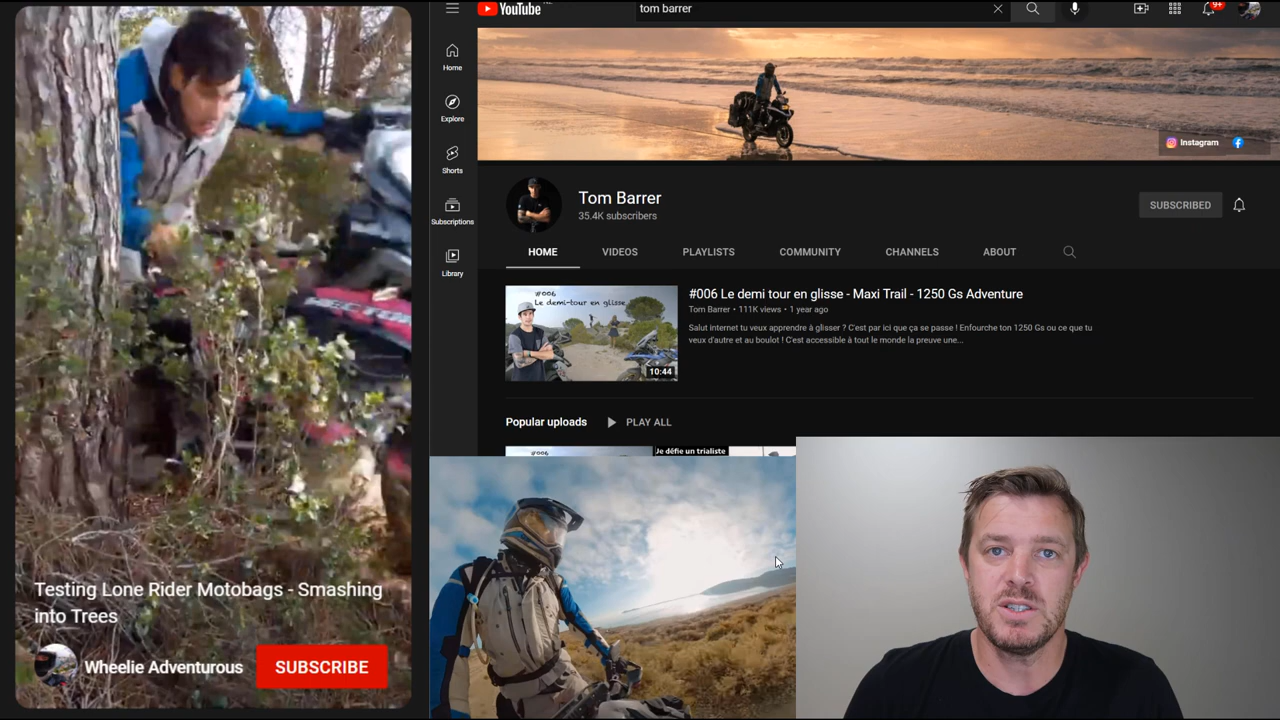 Testing Lone Rider Motobags - Smashing
into Trees
Wheelie Adventurous
SUBSCRIBE
YouTube
tom barrer
9+
Home
Explore
Shorts
Subscriptions
Library
Instagram
Tom Barrer
35.4K subscribers
SUBSCRIBED
HOME
VIDEOS
PLAYLISTS
COMMUNITY
CHANNELS
ABOUT
#006
Le demi-tour en glisse
10:44
#006 Le demi tour en glisse - Maxi Trail - 1250 Gs Adventure
Tom Barrer • 111K views • 1 year ago
Salut internet tu veux apprendre à glisser ? C'est par ici que ça se passe ! Enfourche ton 1250 Gs ou ce que tu
veux d'autre et au boulot ! C'est accessible à tout le monde la preuve une...
Popular uploads
PLAY ALL
#006
Je défie un trialiste